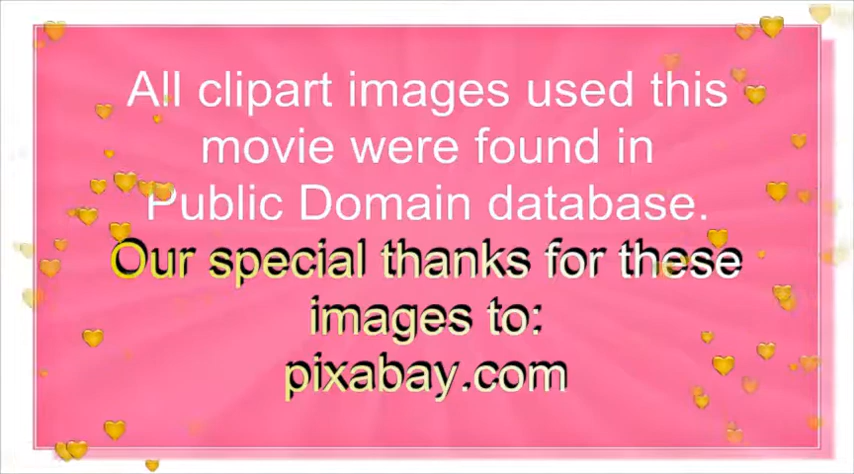 All clipart images used this
movie were found in
Public Domain database.
Our special thanks for these
images to:
pixabay.com